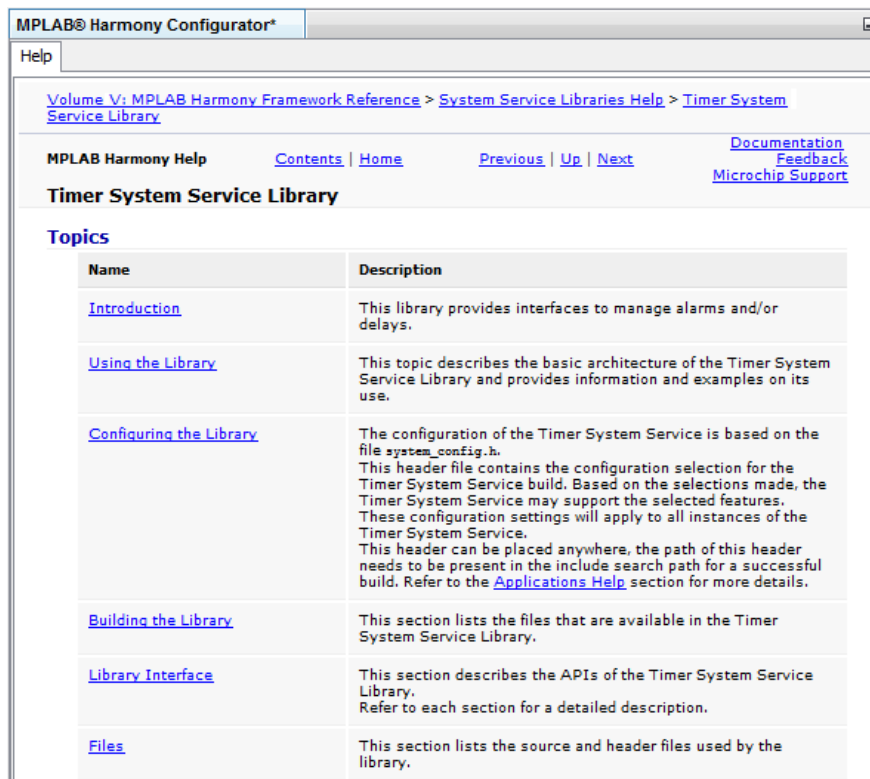 MPLAB® Harmony Configurator*
Help
Volume V: MPLAB Harmony Framework Reference > System Service Libraries Help > Timer System
Service Library
MPLAB Harmony Help Contents | Home Previous | Up | Next Documentation
Feedback
Microchip Support
Timer System Service Library
Topics
Name Description
Introduction This library provides interfaces to manage alarms and/or
delays.
Using the Library This topic describes the basic architecture of the Timer System
Service Library and provides information and examples on its
use.
Configuring the Library The configuration of the Timer System Service is based on the
file system_config.h.
This header file contains the configuration selection for the
Timer System Service build. Based on the selections made, the
Timer System Service may support the selected features.
These configuration settings will apply to all instances of the
Timer System Service.
This header can be placed anywhere, the path of this header
needs to be present in the include search path for a successful
build. Refer to the Applications Help section for more details.
Building the Library This section lists the files that are available in the Timer
System Service Library.
Library Interface This section describes the APIs of the Timer System Service
Library.
Refer to each section for a detailed description.
Files This section lists the source and header files used by the
library.